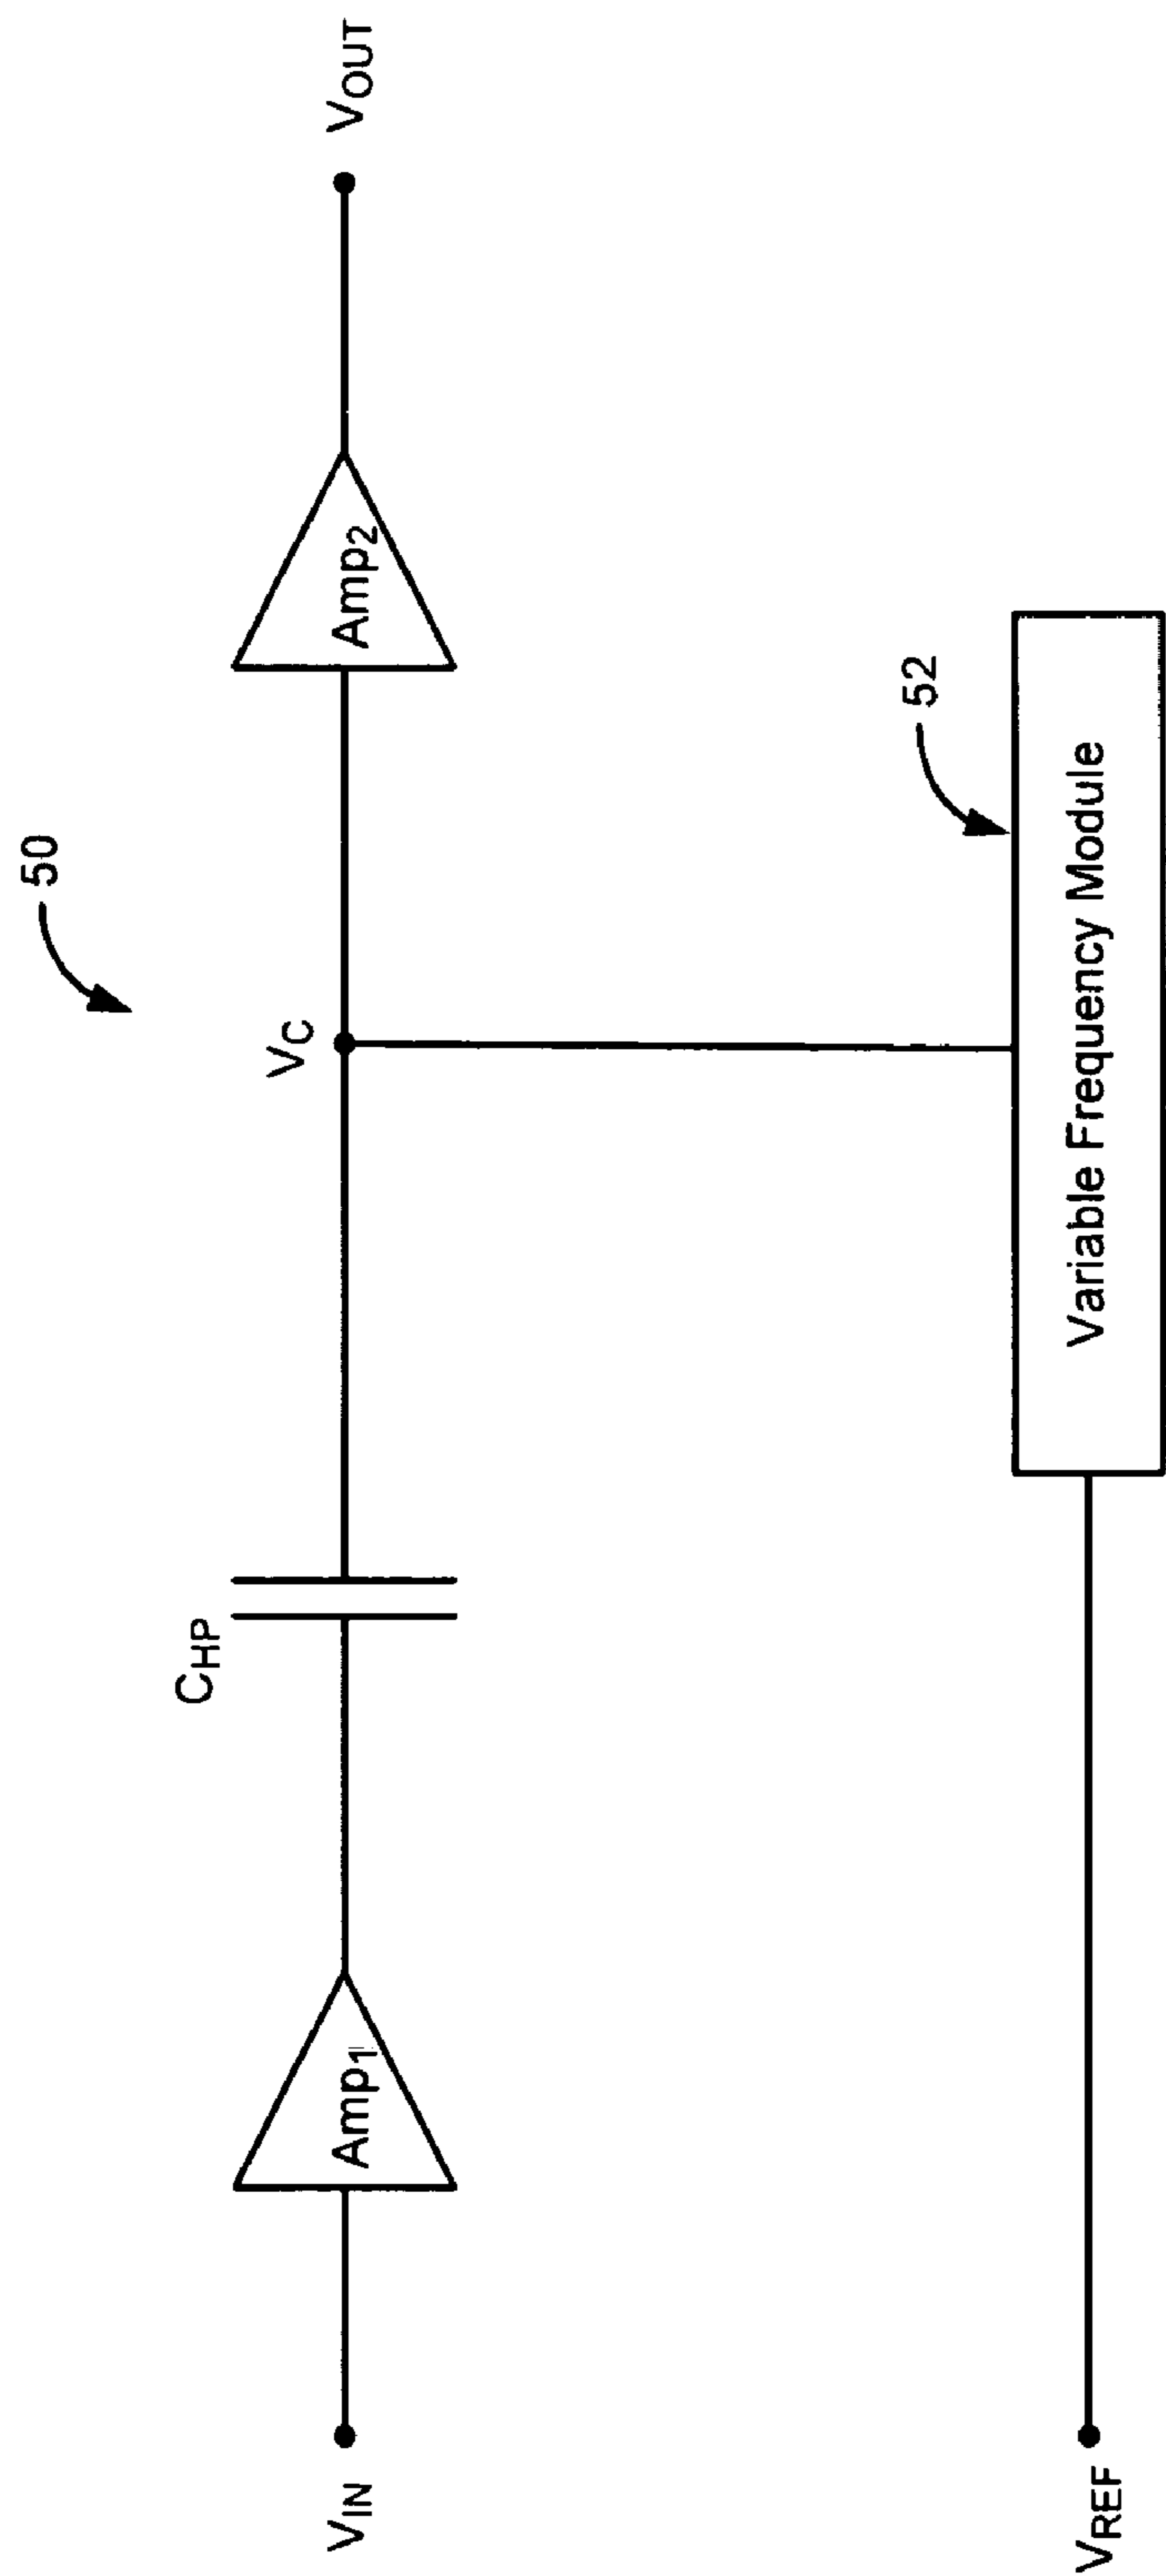 50
VIN
Amp1
CHP
VC
Amp2
VOUT
52
VREF
Variable Frequency Module